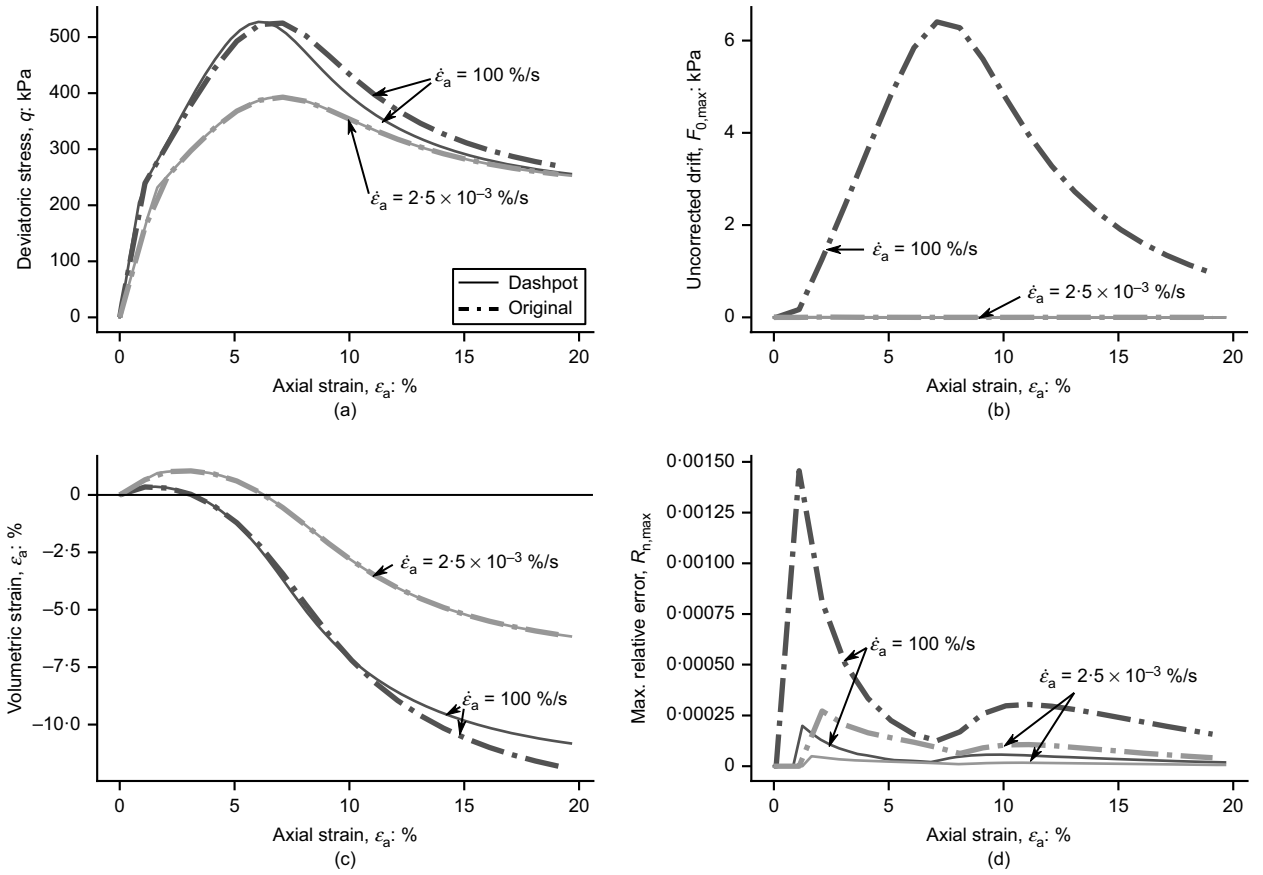 500
400
300
200
100
0
Deviatoric stress, q: kPa
ε̇a = 100 %/s
ε̇a = 2·5 × 10–3 %/s
Dashpot
Original
0 5 10 15 20
Axial strain, εa: %
(a)
6
4
2
0
Uncorrected drift, F0,max: kPa
ε̇a = 100 %/s
ε̇a = 2·5 × 10–3 %/s
0 5 10 15 20
Axial strain, εa: %
(b)
0
–2·5
–5·0
–7·5
–10·0
Volumetric strain, εa: %
ε̇a = 2·5 × 10–3 %/s
ε̇a = 100 %/s
0 5 10 15 20
Axial strain, εa: %
(c)
0·00150
0·00125
0·00100
0·00075
0·00050
0·00025
0
Max. relative error, Rn,max
ε̇a = 100 %/s
ε̇a = 2·5 × 10–3 %/s
0 5 10 15 20
Axial strain, εa: %
(d)